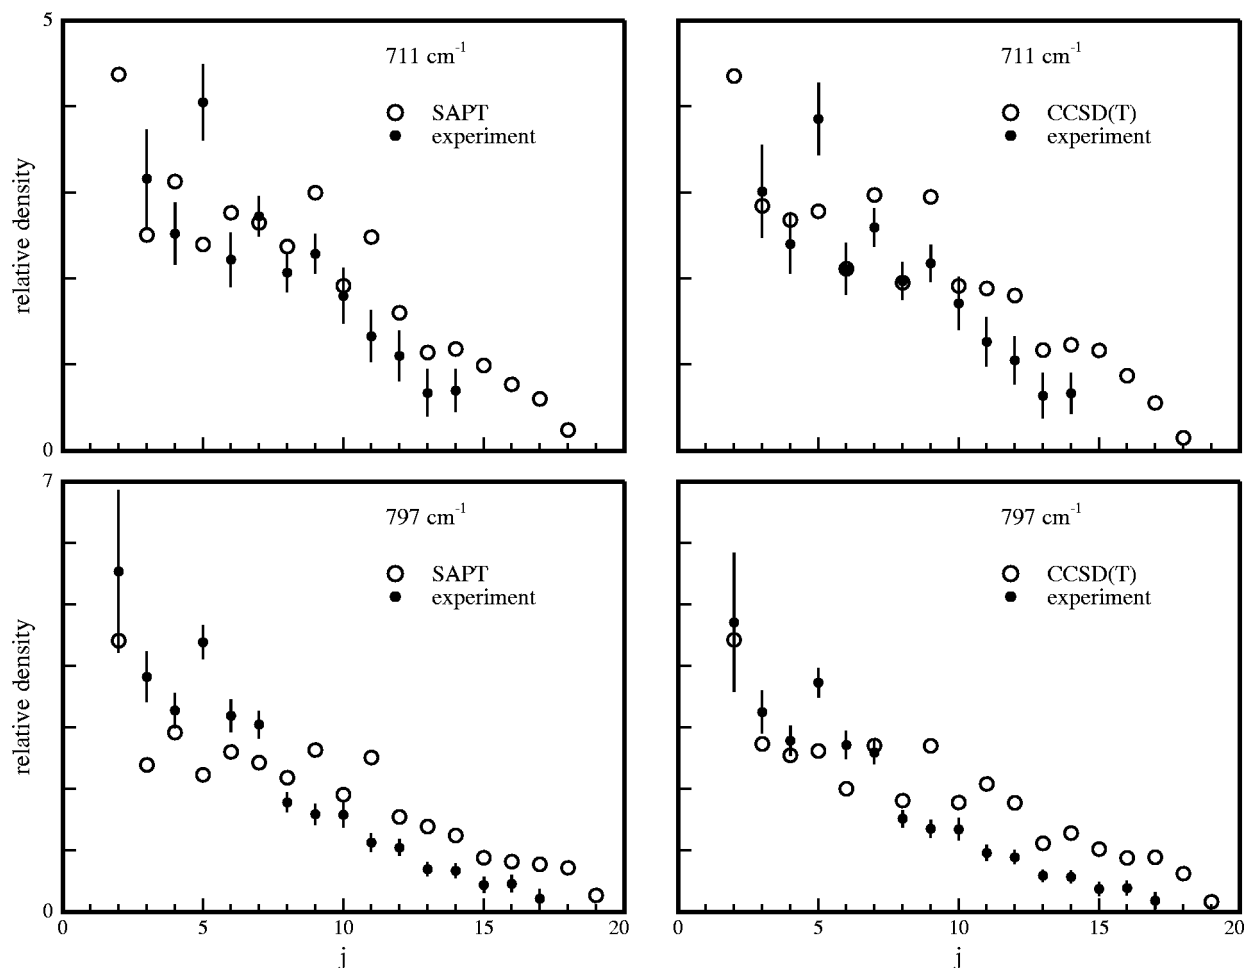 5
711 cm-1
SAPT
experiment
relative density
0
711 cm-1
CCSD(T)
experiment
7
797 cm-1
SAPT
experiment
relative density
0
0 5 10 15 20
j
797 cm-1
CCSD(T)
experiment
0 5 10 15 20
j